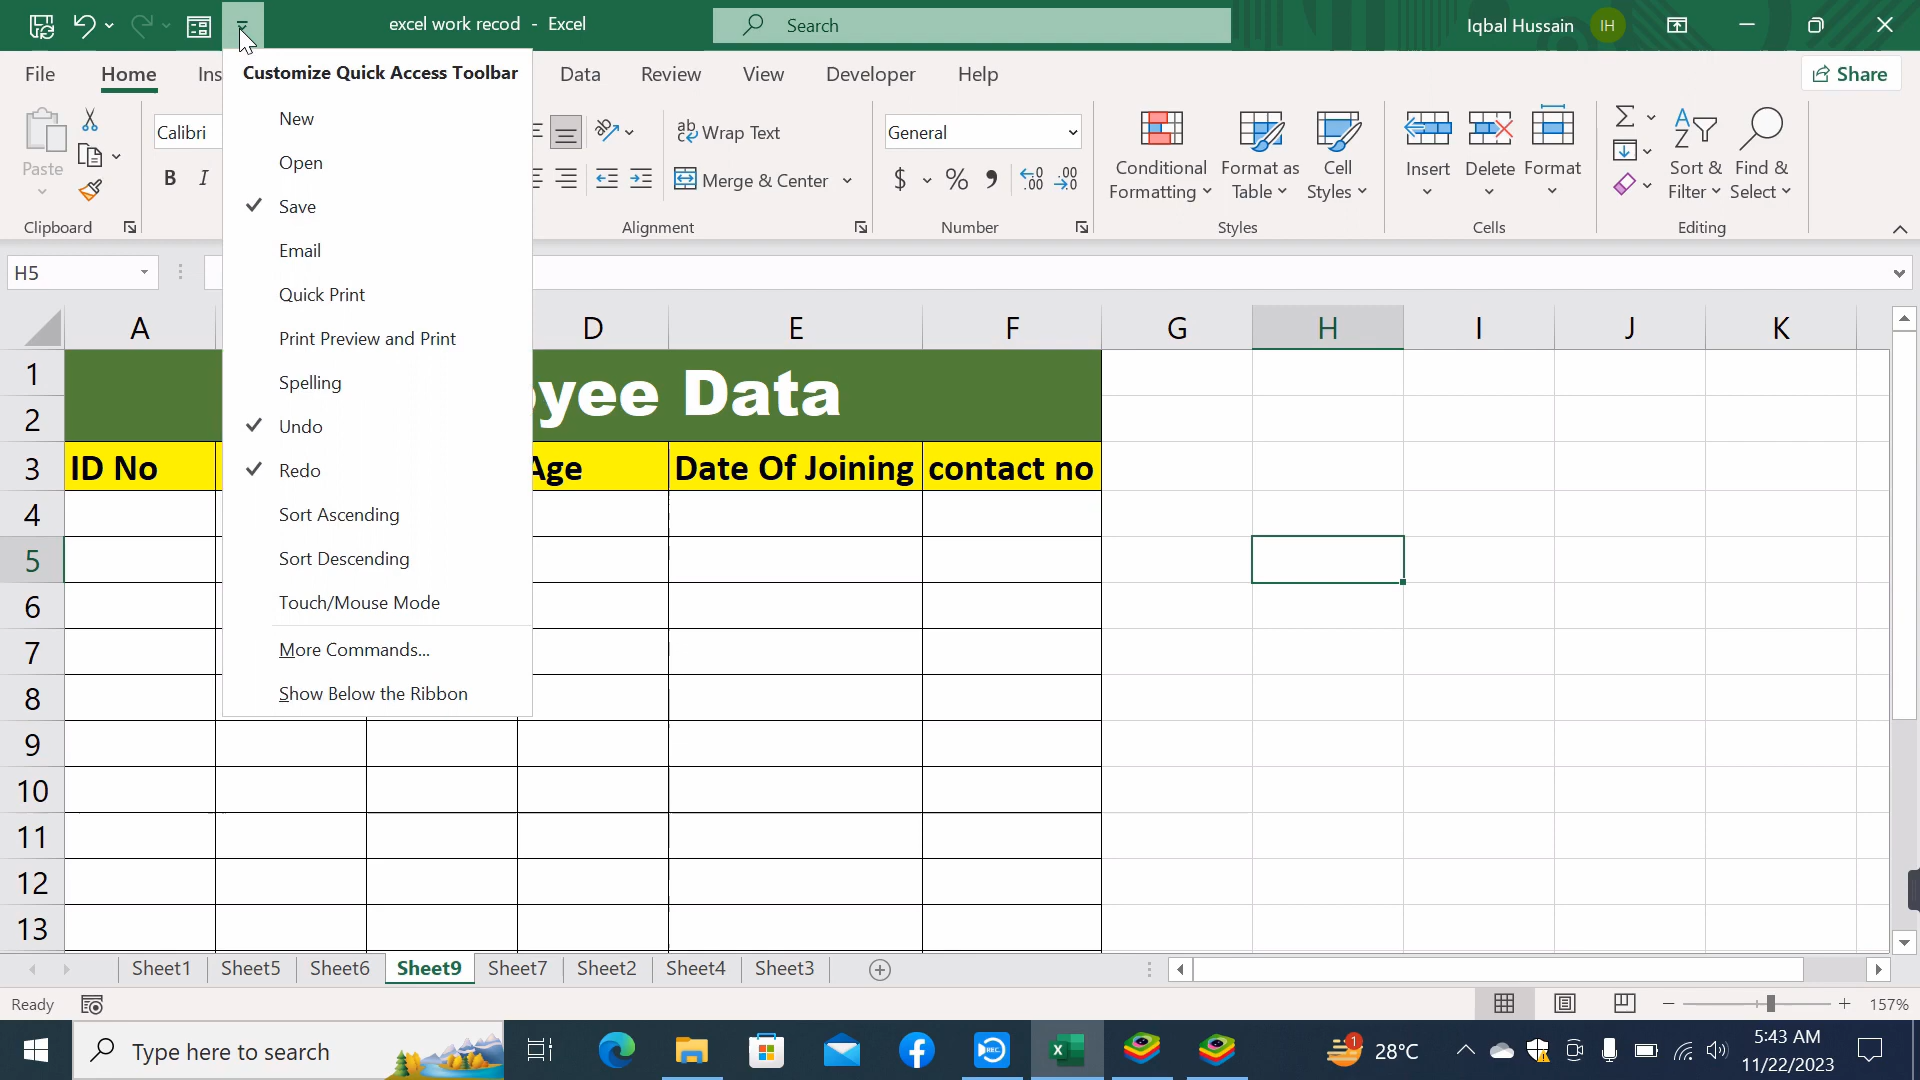 excel work recod - Excel
Search
Iqbal Hussain
IH
File
Home
Ins
Data
Review
View
Developer
Help
Share
Customize Quick Access Toolbar
New
Open
Save
Email
Quick Print
Print Preview and Print
Spelling
Undo
Redo
Sort Ascending
Sort Descending
Touch/Mouse Mode
More Commands...
Show Below the Ribbon
Paste
Clipboard
Calibri
B I
ab
Wrap Text
Merge & Center
Alignment
General
$ % 9
Number
Conditional
Formatting
Format as
Table
Cell
Styles
Styles
Insert
Delete
Format
Cells
Sort &
Filter
Find &
Select
Editing
H5
A D E F G H I J K
1
2
3
4
5
6
7
8
9
10
11
12
13
yee Data
ID No
Age
Date Of Joining
contact no
Sheet1
Sheet5
Sheet6
Sheet9
Sheet7
Sheet2
Sheet4
Sheet3
Ready
157%
Type here to search
REC
1
28°C
5:43 AM
11/22/2023